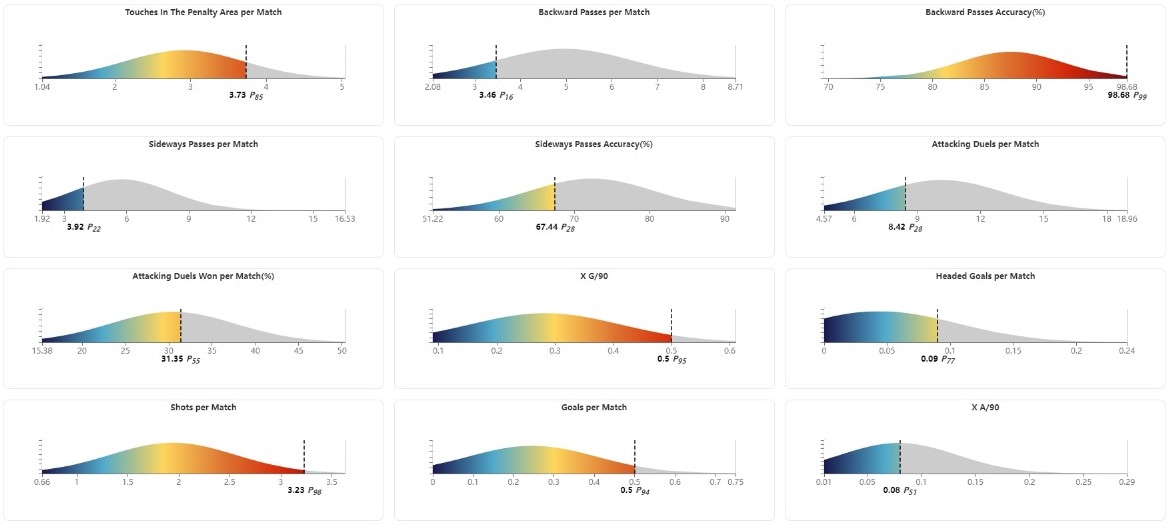 Touches In The Penalty Area per Match
1.04 2 3 4 5
3.73 P85
Backward Passes per Match
2.08 3 4 5 6 7 8 8.71
3.46 P16
Backward Passes Accuracy(%)
70 75 80 85 90 95 98.68
98.68 P99
Sideways Passes per Match
1.92 3 6 9 12 15 16.53
3.92 P22
Sideways Passes Accuracy(%)
51.22 60 70 80 90
67.44 P28
Attacking Duels per Match
4.57 6 9 12 15 18 18.96
8.42 P28
Attacking Duels Won per Match(%)
15.38 20 25 30 35 40 45 50
31.35 P55
X G/90
0.1 0.2 0.3 0.4 0.5 0.6
0.5 P95
Headed Goals per Match
0 0.05 0.1 0.15 0.2 0.24
0.09 P77
Shots per Match
0.66 1 1.5 2 2.5 3 3.5
3.23 P98
Goals per Match
0 0.1 0.2 0.3 0.4 0.5 0.6 0.7 0.75
0.5 P94
X A/90
0.01 0.05 0.1 0.15 0.2 0.25 0.29
0.08 P51